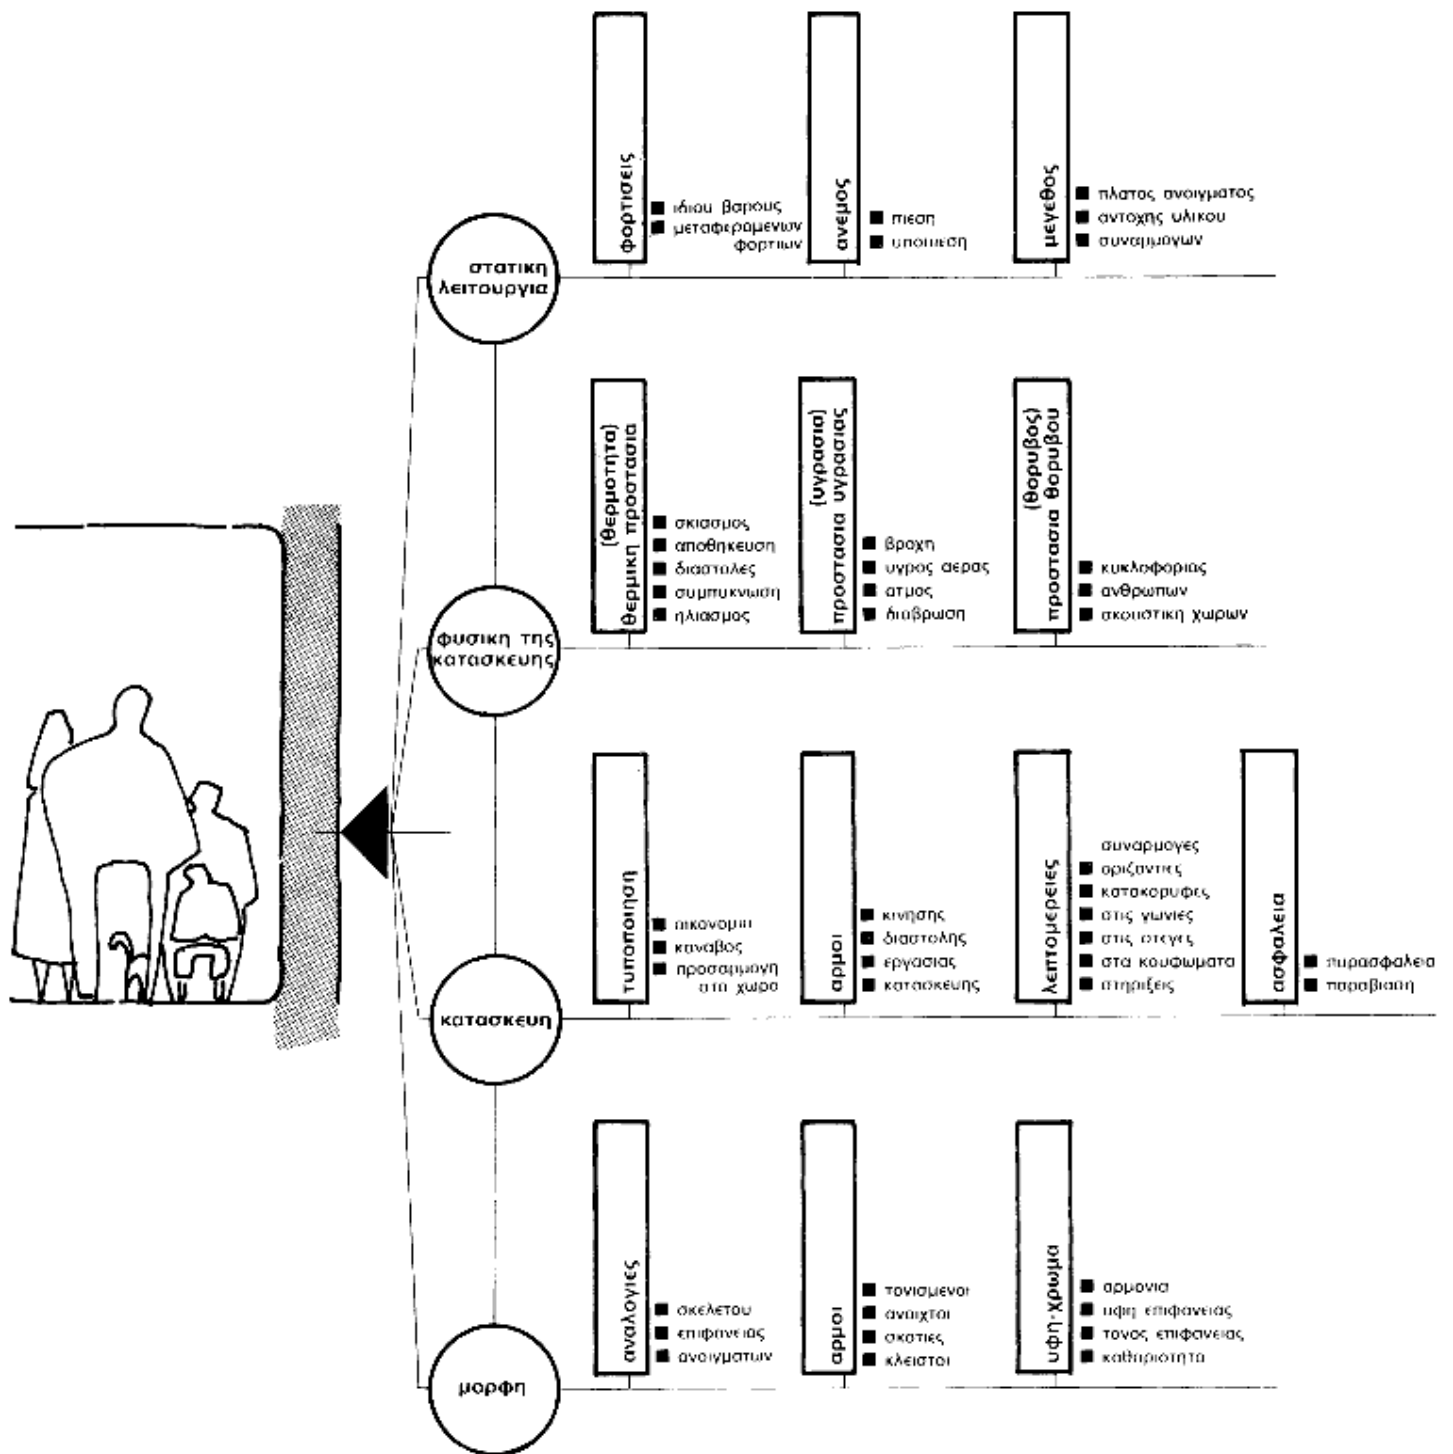 στατικη
λειτουργια
φορτισεις
ιδιου βαρους
μεταφερομενων
φορτιων
ανεμος
πιεση
υποπιεση
μεγεθος
πλατος ανοιγματος
αντοχης υλικου
συναρμογων
φυσικη της
κατασκευης
(θερμοτητα)
θερμικη προστασια
σκιασμος
αποθηκευση
διαστολες
συμπυκνωση
ηλιασμος
(υγρασια)
προστασια υγρασιας
βροχη
υγρος αερας
ατμος
διαβρωση
(θορυβος)
προστασια θορυβου
κυκλοφοριας
ανθρωπων
ακουστικη χωρων
κατασκευη
τυποποιηση
οικονομια
καναβος
προσαρμογη
στο χωρο
αρμοι
κινησης
διαστολης
εργασιας
κατασκευης
λεπτομερειες
συναρμογες
οριζοντιες
κατακορυφες
στις γωνιες
στις στεγες
στα κουφωματα
στηριξεις
ασφαλεια
πυρασφαλεια
παραβιαση
μορφη
αναλογιες
σκελετου
επιφανειας
ανοιγματων
αρμοι
τονισμενοι
ανοιχτοι
σκοτιες
κλειστοι
υφη-χρωμα
αρμονια
υφη επιφανειας
τονος επιφανειας
καθαριοτητα